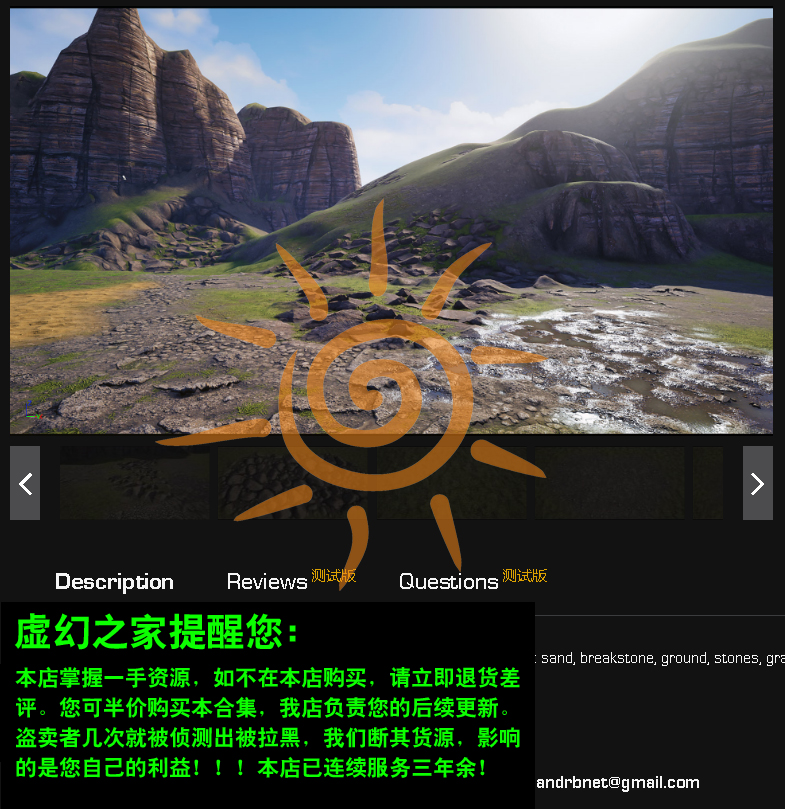 Description Reviews 测试版 Questions 测试版
虚幻之家提醒您：
本店掌握一手资源，如不在本店购买，请立即退货差
评。您可半价购买本合集，我店负责您的后续更新。
盗卖者几次就被侦测出被拉黑，我们断其货源，影响
的是您自己的利益！！！本店已连续服务三年余！
: sand, breakstone, ground, stones, gra
andrbnet@gmail.com